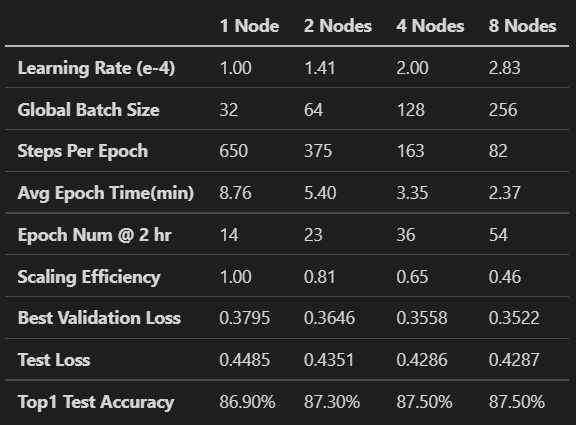 1 Node 2 Nodes 4 Nodes 8 Nodes
Learning Rate (e-4) 1.00 1.41 2.00 2.83
Global Batch Size 32 64 128 256
Steps Per Epoch 650 375 163 82
Avg Epoch Time(min) 8.76 5.40 3.35 2.37
Epoch Num @ 2 hr 14 23 36 54
Scaling Efficiency 1.00 0.81 0.65 0.46
Best Validation Loss 0.3795 0.3646 0.3558 0.3522
Test Loss 0.4485 0.4351 0.4286 0.4287
Top1 Test Accuracy 86.90% 87.30% 87.50% 87.50%